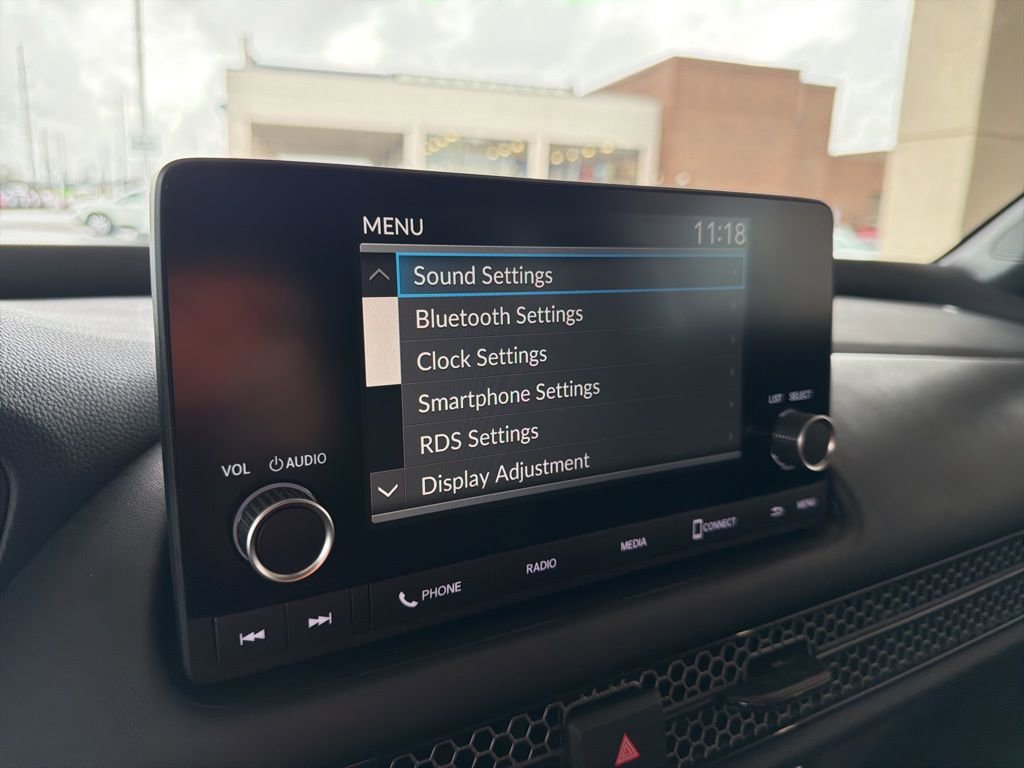 MENU 11:18
Sound Settings
Bluetooth Settings
Clock Settings
Smartphone Settings
RDS Settings
Display Adjustment
LIST SELECT
VOL AUDIO
PHONE RADIO MEDIA CONNECT MENU